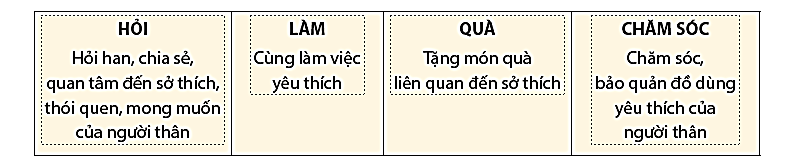 HỎI
Hỏi han, chia sẻ,
quan tâm đến sở thích,
thói quen, mong muốn
của người thân
LÀM
Cùng làm việc
yêu thích
QUÀ
Tặng món quà
liên quan đến sở thích
CHĂM SÓC
Chăm sóc,
bảo quản đồ dùng
yêu thích của
người thân